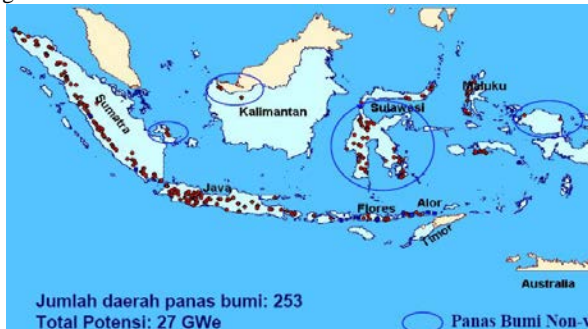 Sumatra
Kalimantan
Sulawesi
Maluku
Java
Flores
Alor
Timor
Australia
Jumlah daerah panas bumi: 253
Total Potensi: 27 GWe
Panas Bumi Non-v